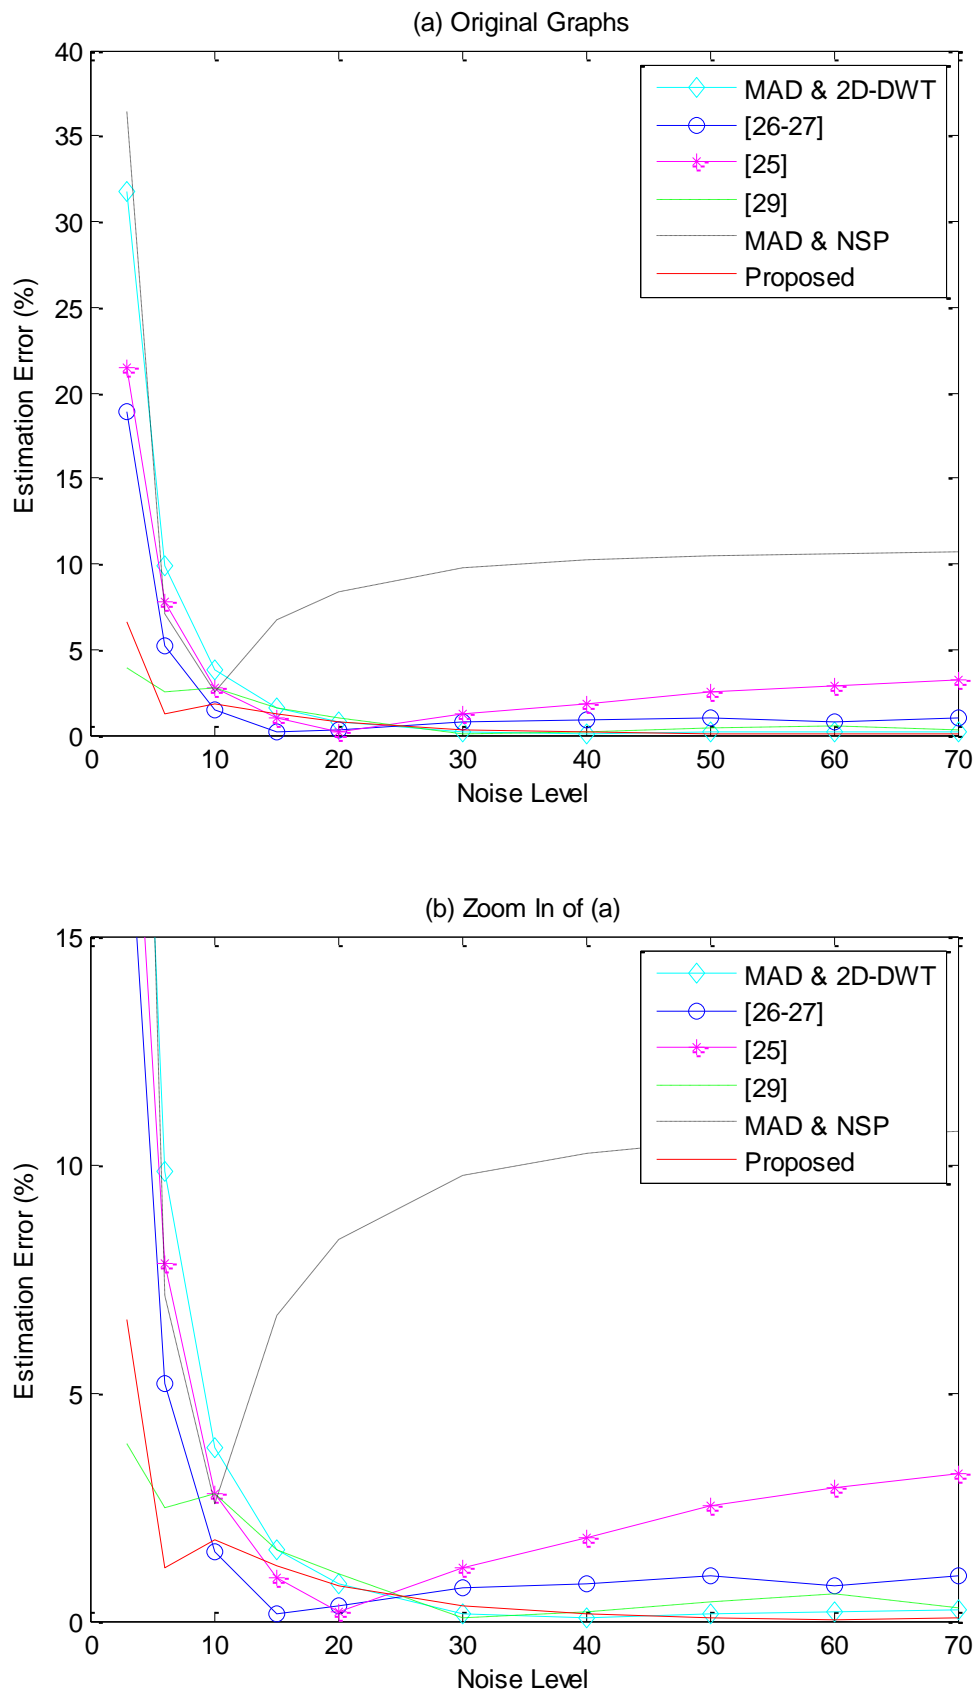 (a) Original Graphs
40
35
30
25
20
15
10
5
0
0 10 20 30 40 50 60 70
Estimation Error (%)
Noise Level
MAD & 2D-DWT
[26-27]
[25]
[29]
MAD & NSP
Proposed
(b) Zoom In of (a)
15
10
5
0
0 10 20 30 40 50 60 70
Estimation Error (%)
Noise Level
MAD & 2D-DWT
[26-27]
[25]
[29]
MAD & NSP
Proposed